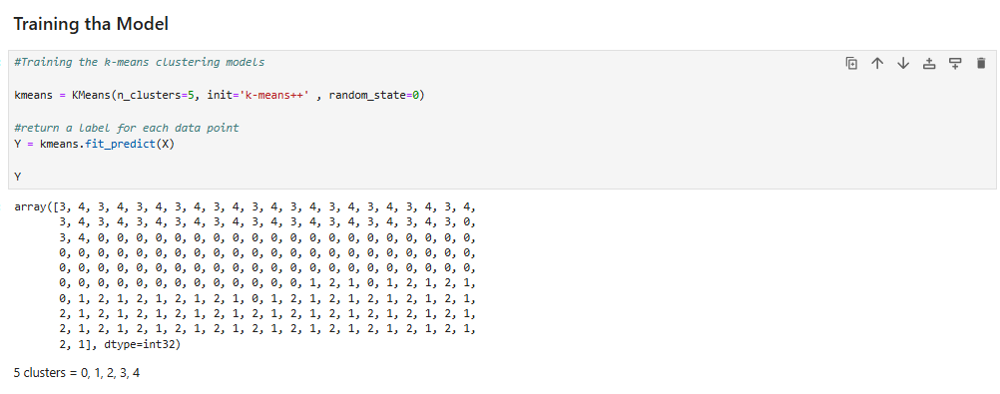 Training tha Model
#Training the k-means clustering models
kmeans = KMeans(n_clusters=5, init='k-means++' , random_state=0)
#return a label for each data point
Y = kmeans.fit_predict(X)
Y
array([3, 4, 3, 4, 3, 4, 3, 4, 3, 4, 3, 4, 3, 4, 3, 4, 3, 4, 3, 4, 3, 4,
3, 4, 3, 4, 3, 4, 3, 4, 3, 4, 3, 4, 3, 4, 3, 4, 3, 4, 3, 4, 3, 0,
3, 4, 0, 0, 0, 0, 0, 0, 0, 0, 0, 0, 0, 0, 0, 0, 0, 0, 0, 0, 0, 0,
0, 0, 0, 0, 0, 0, 0, 0, 0, 0, 0, 0, 0, 0, 0, 0, 0, 0, 0, 0, 0, 0,
0, 0, 0, 0, 0, 0, 0, 0, 0, 0, 0, 0, 0, 0, 0, 0, 0, 0, 0, 0, 0, 0,
0, 0, 0, 0, 0, 0, 0, 0, 0, 0, 0, 0, 0, 1, 2, 1, 0, 1, 2, 1, 2, 1,
0, 1, 2, 1, 2, 1, 2, 1, 2, 1, 0, 1, 2, 1, 2, 1, 2, 1, 2, 1, 2, 1,
2, 1, 2, 1, 2, 1, 2, 1, 2, 1, 2, 1, 2, 1, 2, 1, 2, 1, 2, 1, 2, 1,
2, 1, 2, 1, 2, 1, 2, 1, 2, 1, 2, 1, 2, 1, 2, 1, 2, 1, 2, 1, 2, 1,
2, 1], dtype=int32)
5 clusters = 0, 1, 2, 3, 4